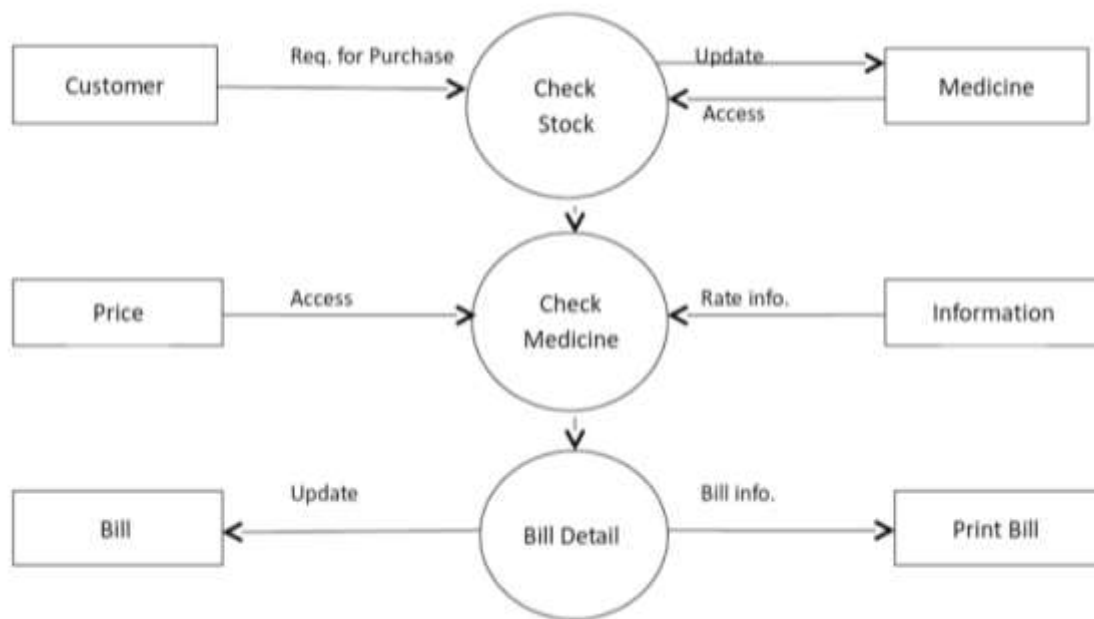 Req. for Purchase
Update
Customer
Check
Stock
Medicine
Access
Access
Rate info.
Price
Check
Medicine
Information
Update
Bill info.
Bill
Bill Detail
Print Bill